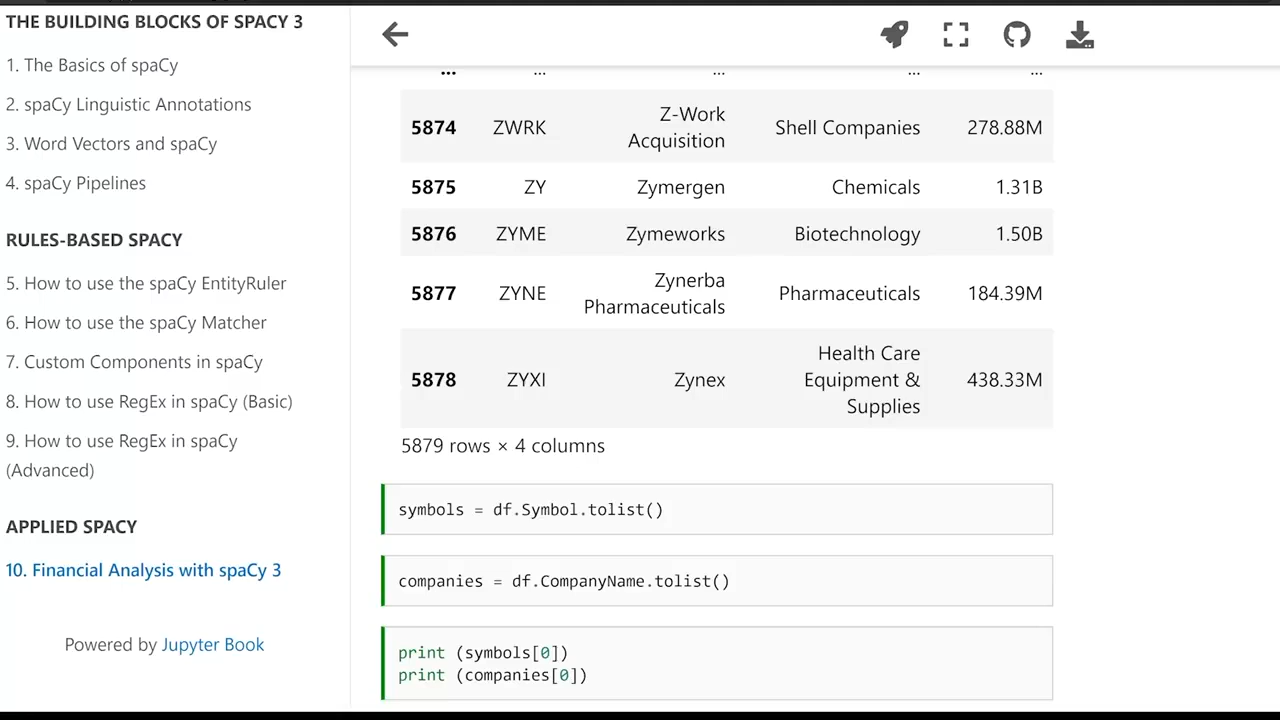 THE BUILDING BLOCKS OF SPACY 3
1. The Basics of spaCy
2. spaCy Linguistic Annotations
3. Word Vectors and spaCy
4. spaCy Pipelines
RULES-BASED SPACY
5. How to use the spaCy EntityRuler
6. How to use the spaCy Matcher
7. Custom Components in spaCy
8. How to use RegEx in spaCy (Basic)
9. How to use RegEx in spaCy
(Advanced)
APPLIED SPACY
10. Financial Analysis with spaCy 3
Powered by Jupyter Book
... ... ... ... ...
5874 ZWRK Z-Work Acquisition Shell Companies 278.88M
5875 ZY Zymergen Chemicals 1.31B
5876 ZYME Zymeworks Biotechnology 1.50B
5877 ZYNE Zynerba Pharmaceuticals Pharmaceuticals 184.39M
5878 ZYXI Zynex Health Care Equipment & Supplies 438.33M
5879 rows × 4 columns
symbols = df.Symbol.tolist()
companies = df.CompanyName.tolist()
print (symbols[0])
print (companies[0])